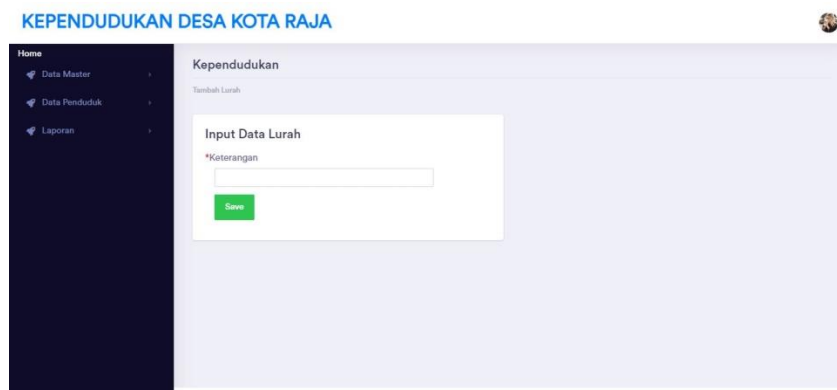 KEPENDUDUKAN DESA KOTA RAJA
Home
Data Master
Data Penduduk
Laporan
Kependudukan
Tambah Lurah
Input Data Lurah
*Keterangan
Save